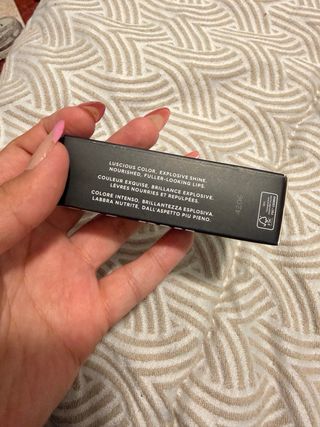 LUSCIOUS COLOR. EXPLOSIVE SHINE.
NOURISHED, FULLER-LOOKING LIPS.
COULEUR EXQUISE, BRILLANCE EXPLOSIVE.
LÈVRES NOURRIES ET REPULPÉES.
COLORE INTENSO, BRILLANTEZZA ESPLOSIVA.
LABBRA NUTRITE, DALL'ASPETTO PIÙ PIENO.